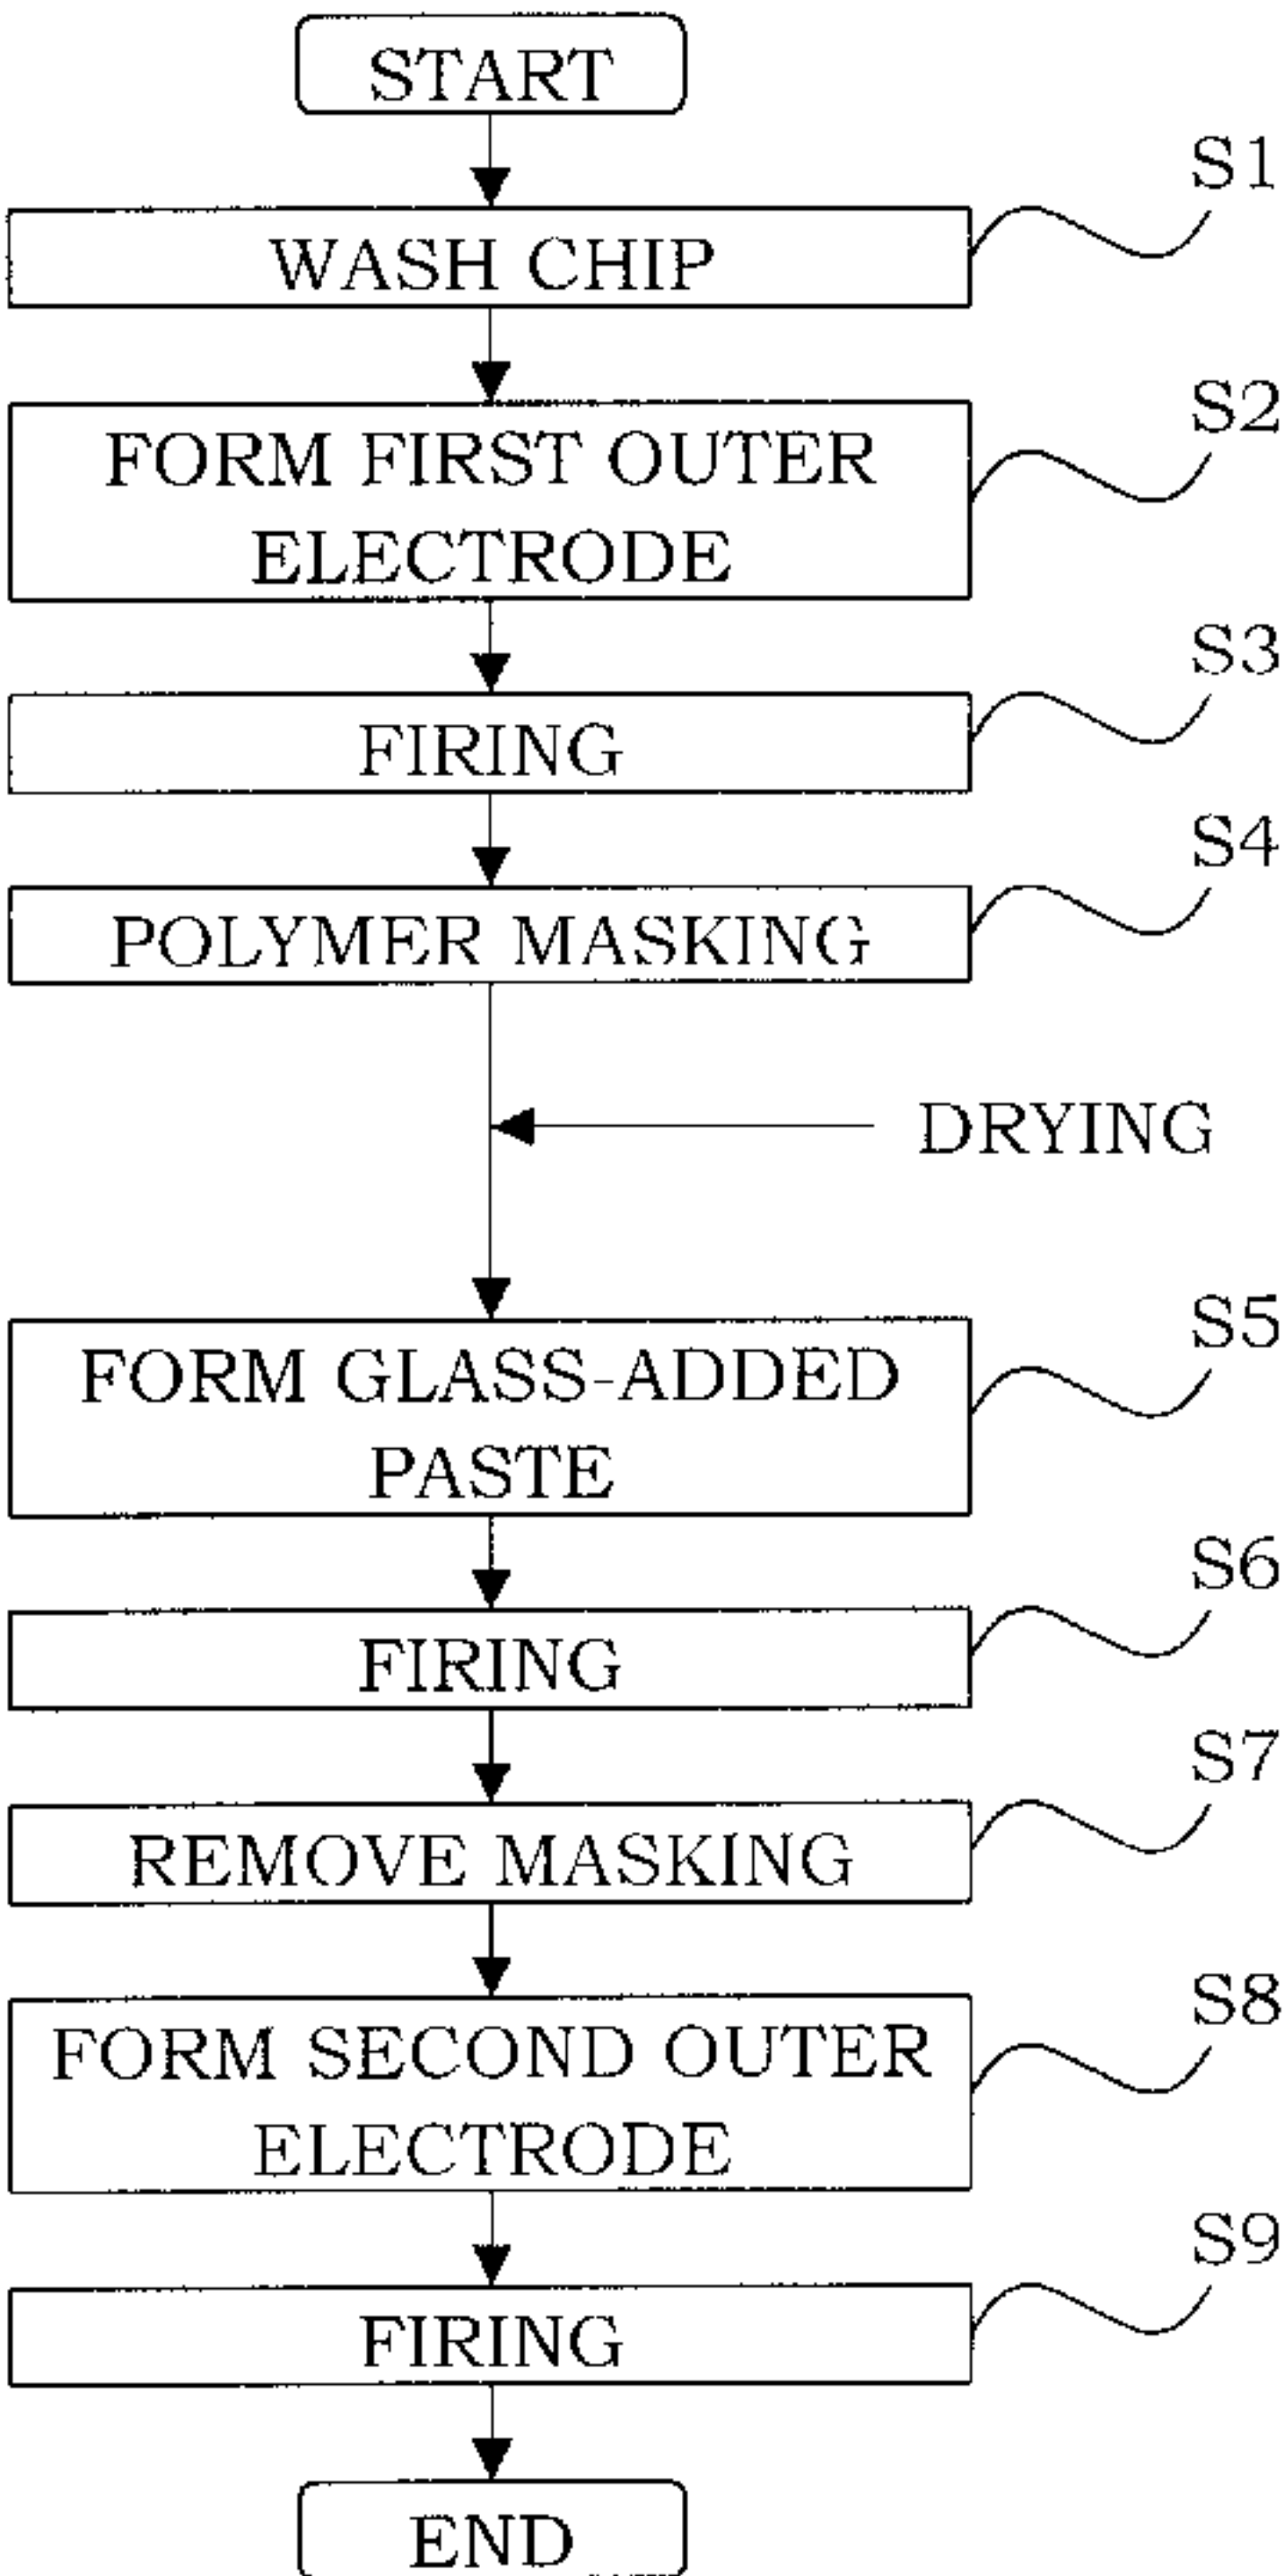 START
S1
WASH CHIP
S2
FORM FIRST OUTER
ELECTRODE
S3
FIRING
S4
POLYMER MASKING
DRYING
S5
FORM GLASS-ADDED
PASTE
S6
FIRING
S7
REMOVE MASKING
S8
FORM SECOND OUTER
ELECTRODE
S9
FIRING
END